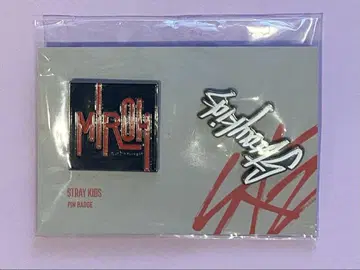 MIROH
Stray Kids
STRAY KIDS
PIN BADGE